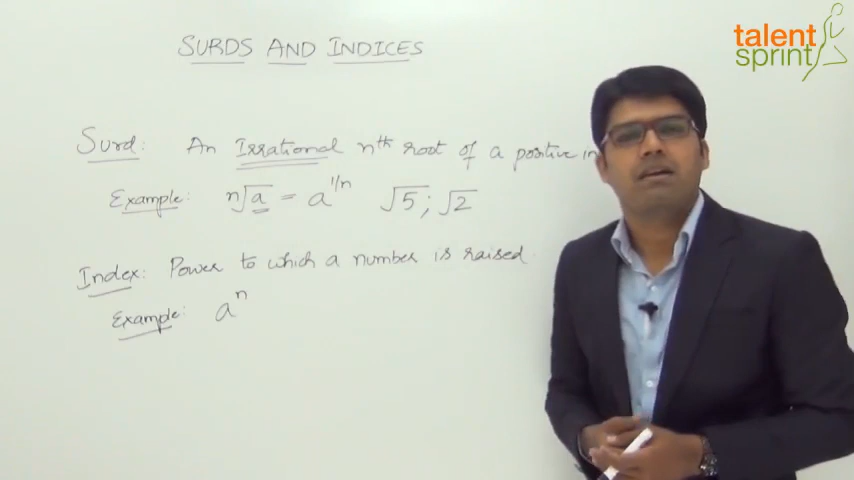 talent
sprint
SURDS AND INDICES
Surd: An Irrational nth root of a positive in
Example: ⁿ√a = a^1/n √5; √2
Index: Power to which a number is raised.
Example: aⁿ